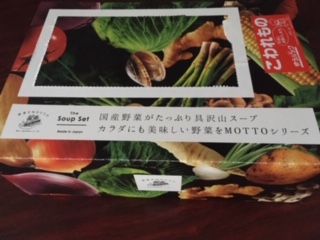 こわれもの
the
Soup Set
MADE IN JAPAN
国産野菜がたっぷり具沢山スープ
カラダにも美味しい野菜をMOTTOシリーズ